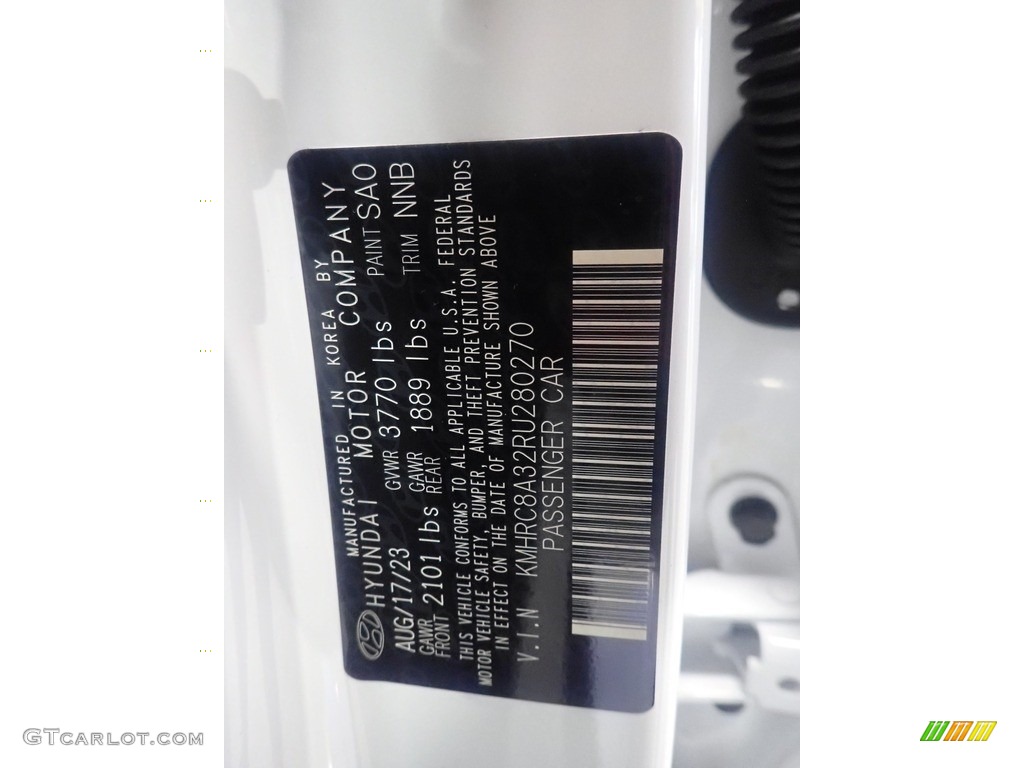 MANUFACTURED IN KOREA BY
HYUNDAI MOTOR COMPANY
AUG/17/23 GVWR 3770 lbs PAINT SAO
GAWR FRONT 2101 lbs GAWR REAR 1889 lbs TRIM NNB
THIS VEHICLE CONFORMS TO ALL APPLICABLE U.S.A. FEDERAL
MOTOR VEHICLE SAFETY, BUMPER, AND THEFT PREVENTION STANDARDS
IN EFFECT ON THE DATE OF MANUFACTURE SHOWN ABOVE
V.I.N KMHRC8A32RU280270
PASSENGER CAR
GTcarlot.com